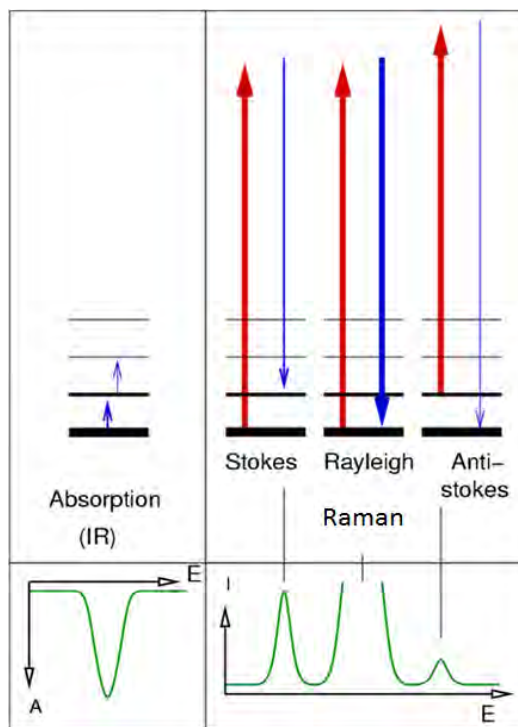 Absorption
(IR)
Stokes
Rayleigh
Anti-
stokes
Raman
E
A
I
E